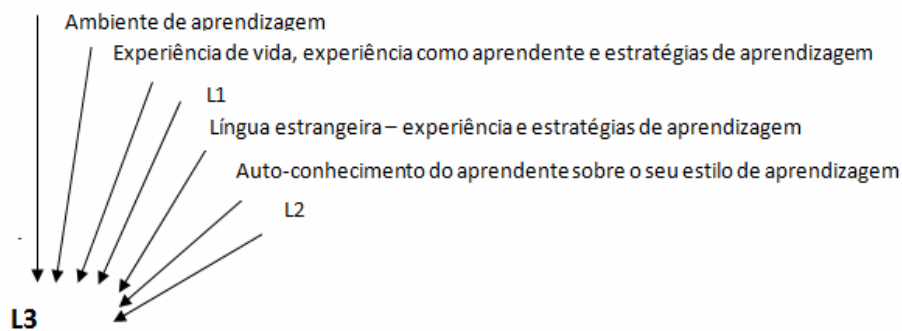 Ambiente de aprendizagem
Experiência de vida, experiência como aprendente e estratégias de aprendizagem
L1
Língua estrangeira – experiência e estratégias de aprendizagem
Auto-conhecimento do aprendente sobre o seu estilo de aprendizagem
L2
L3